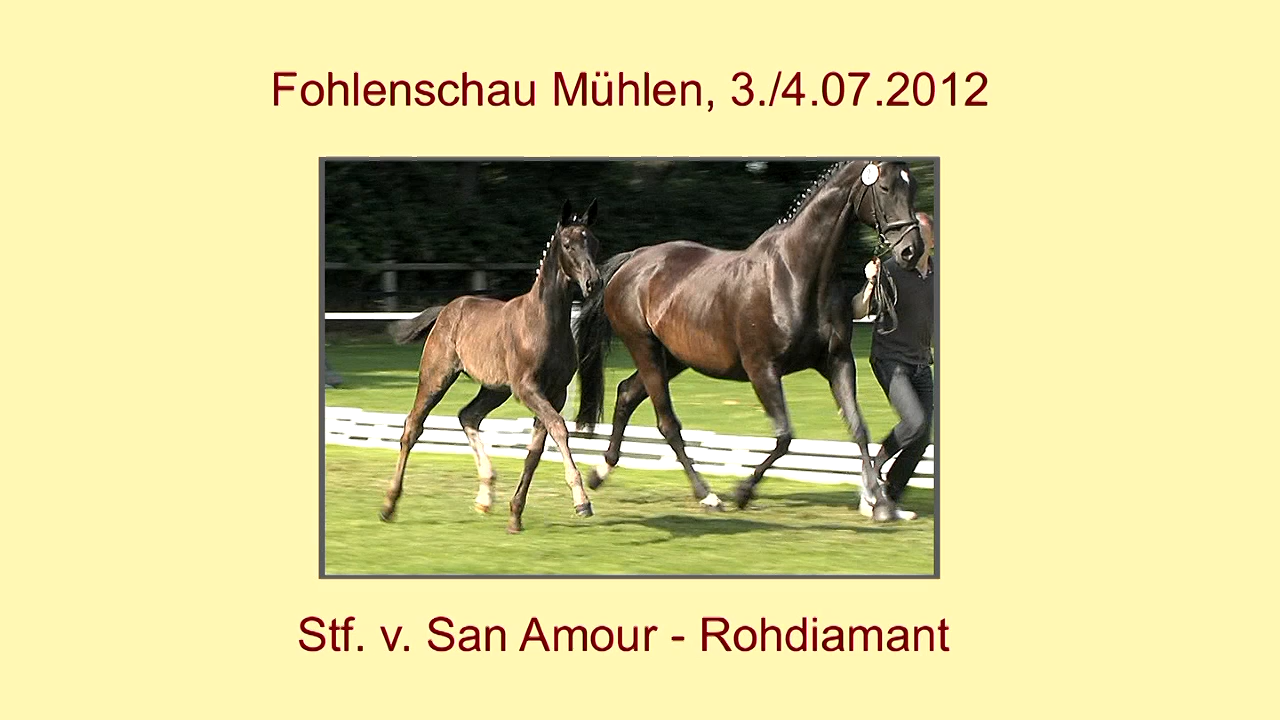 Fohlenschau Mühlen, 3./4.07.2012
Stf. v. San Amour - Rohdiamant